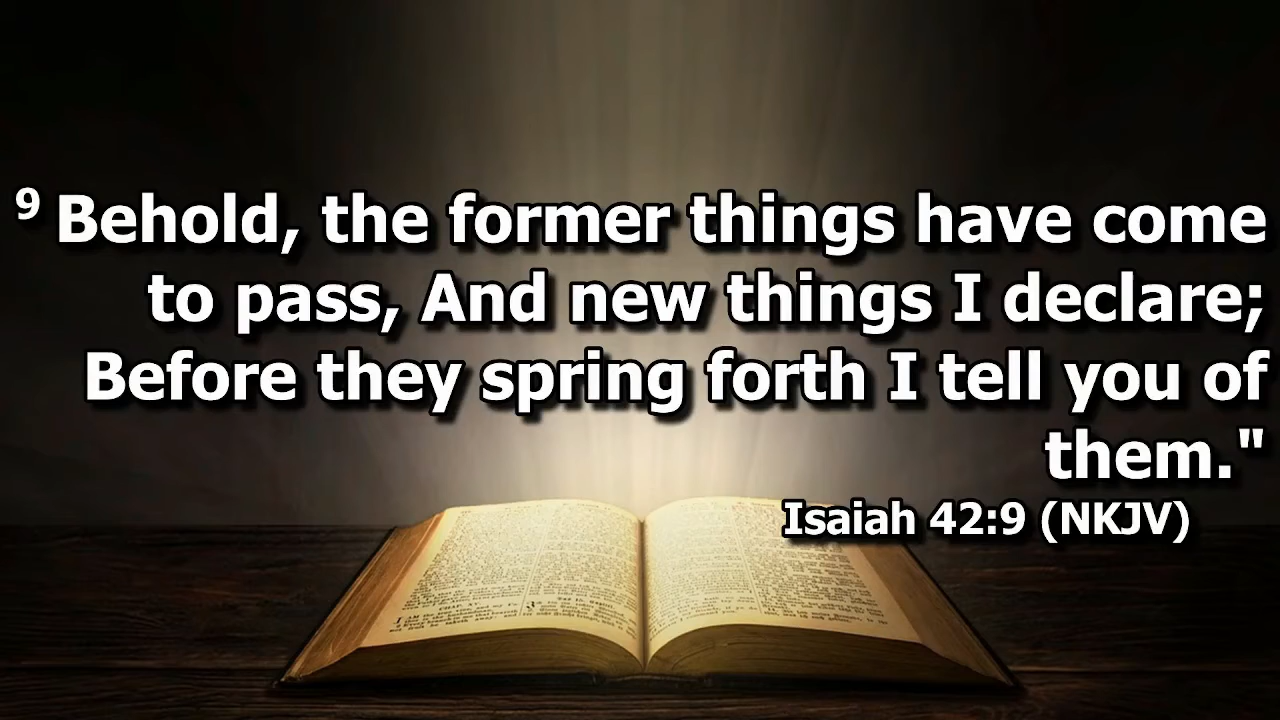 9 Behold, the former things have come
to pass, And new things I declare;
Before they spring forth I tell you of
them."
Isaiah 42:9 (NKJV)